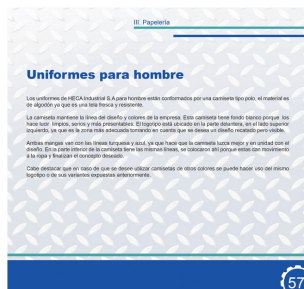 III. Papelería
Uniformes para hombre
Los uniformes de HECA Industrial S.A para hombre están conformados por una camiseta tipo polo, el material es
de algodón ya que es una tela fresca y resistente.
La camiseta mantiene la línea del diseño y colores de la empresa. Esta camiseta tiene fondo blanco porque los
hace lucir limpios, serios y más presentables. El logotipo está ubicado en la parte delantera, en el lado superior
izquierdo, ya que es la zona más adecuada tomando en cuenta que se desea un diseño recatado pero visible.
Ambas mangas van con las líneas turquesa y azul, ya que hace que la camiseta luzca mejor y en unidad con el
diseño. En la parte inferior de la camiseta tiene las mismas líneas, se colocaron ahí porque estas dan movimiento
a la ropa y finalizan el concepto deseado.
Cabe destacar que en caso de que se desee utilizar camisetas de otros colores se puede hacer uso del mismo
logotipo o de sus variantes expuestas anteriormente.
57